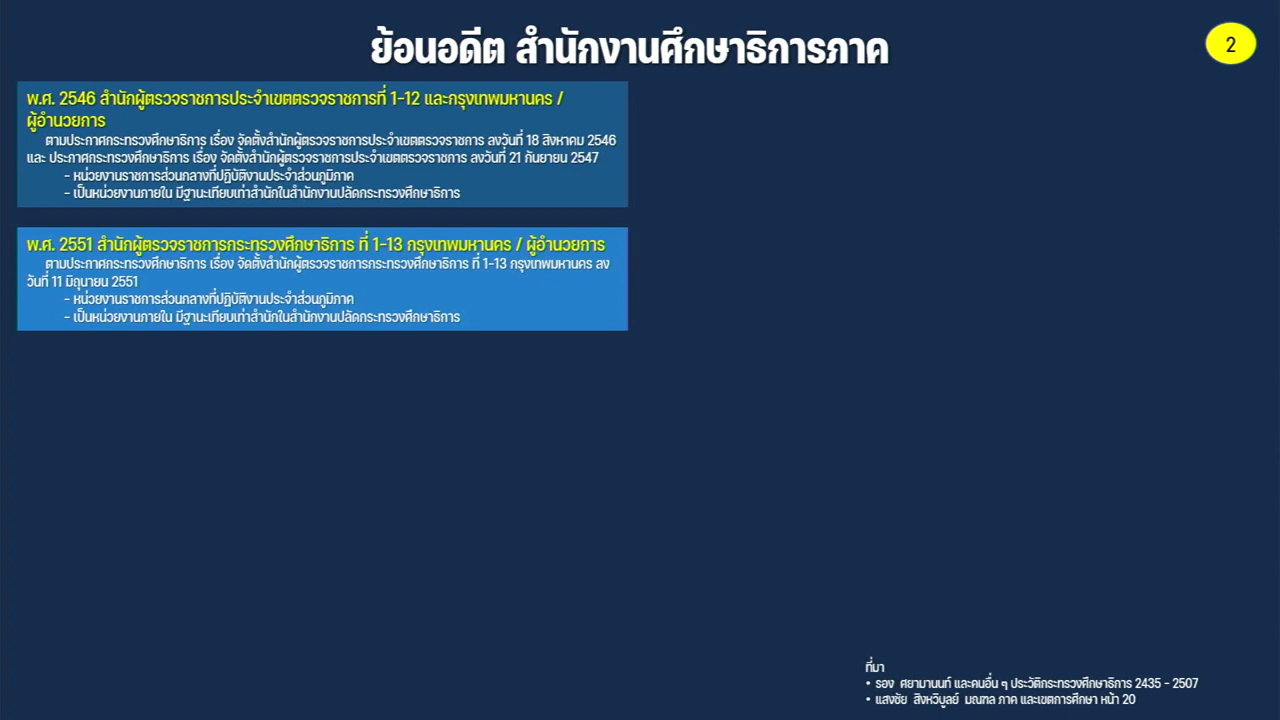 ย้อนอดีต สำนักงานศึกษาธิการภาค
2
พ.ศ. 2546 สำนักผู้ตรวจราชการประจำเขตตรวจราชการที่ 1-12 และกรุงเทพมหานคร /
ผู้อำนวยการ
ตามประกาศกระทรวงศึกษาธิการ เรื่อง จัดตั้งสำนักผู้ตรวจราชการประจำเขตตรวจราชการ ลงวันที่ 18 สิงหาคม 2546
และ ประกาศกระทรวงศึกษาธิการ เรื่อง จัดตั้งสำนักผู้ตรวจราชการประจำเขตตรวจราชการ ลงวันที่ 21 กันยายน 2547
- หน่วยงานราชการส่วนกลางที่ปฏิบัติงานประจำส่วนภูมิภาค
- เป็นหน่วยงานภายใน มีฐานะเทียบเท่าสำนักในสำนักงานปลัดกระทรวงศึกษาธิการ
พ.ศ. 2551 สำนักผู้ตรวจราชการกระทรวงศึกษาธิการ ที่ 1-13 กรุงเทพมหานคร / ผู้อำนวยการ
ตามประกาศกระทรวงศึกษาธิการ เรื่อง จัดตั้งสำนักผู้ตรวจราชการกระทรวงศึกษาธิการ ที่ 1-13 กรุงเทพมหานคร ลง
วันที่ 11 มิถุนายน 2551
- หน่วยงานราชการส่วนกลางที่ปฏิบัติงานประจำส่วนภูมิภาค
- เป็นหน่วยงานภายใน มีฐานะเทียบเท่าสำนักในสำนักงานปลัดกระทรวงศึกษาธิการ
ที่มา
• รอง ศยามานนท์ และคนอื่น ๆ ประวัติกระทรวงศึกษาธิการ 2435 - 2507
• แสงชัย สิงหวิบูลย์ มณฑล ภาค และเขตการศึกษา หน้า 20